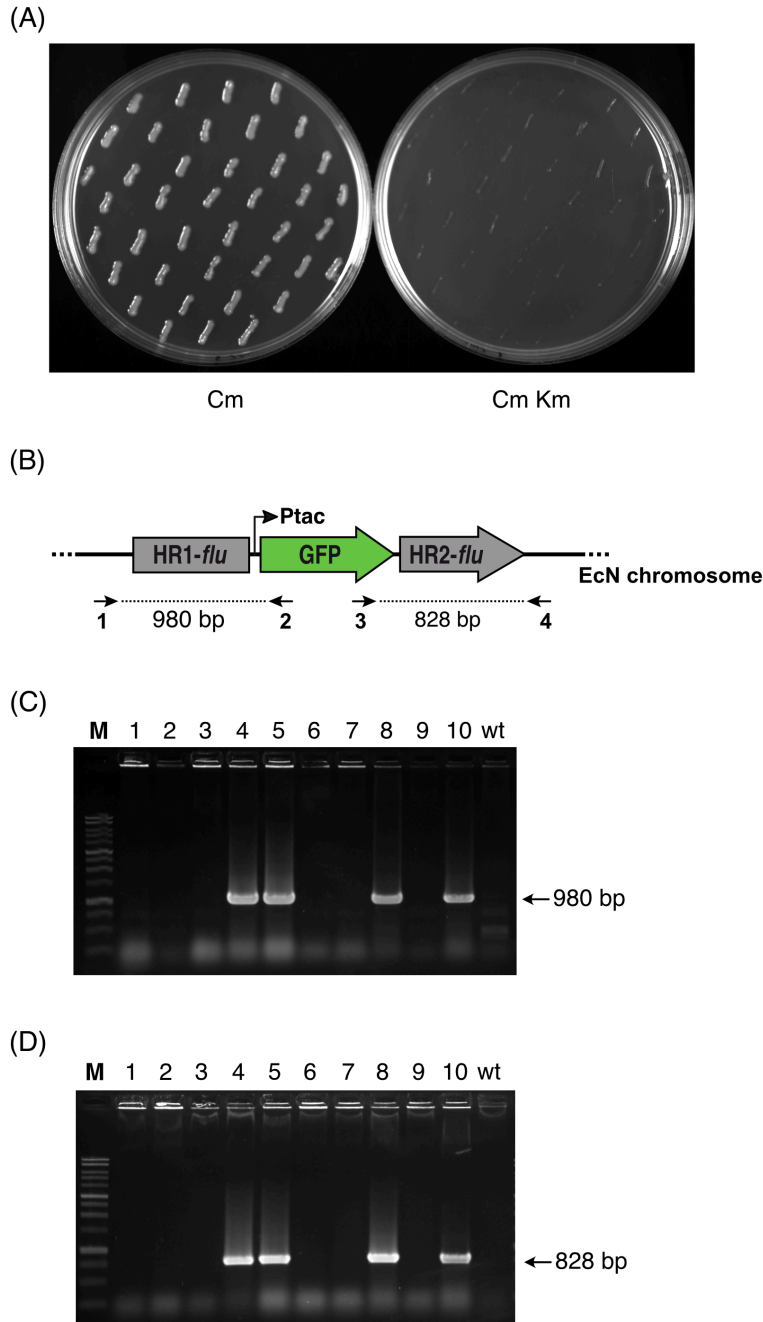 (A)
Cm Cm Km
(B)
Ptac
HR1-flu GFP HR2-flu
EcN chromosome
1 980 bp 2 3 828 bp 4
(C)
M 1 2 3 4 5 6 7 8 9 10 wt
980 bp
(D)
M 1 2 3 4 5 6 7 8 9 10 wt
828 bp